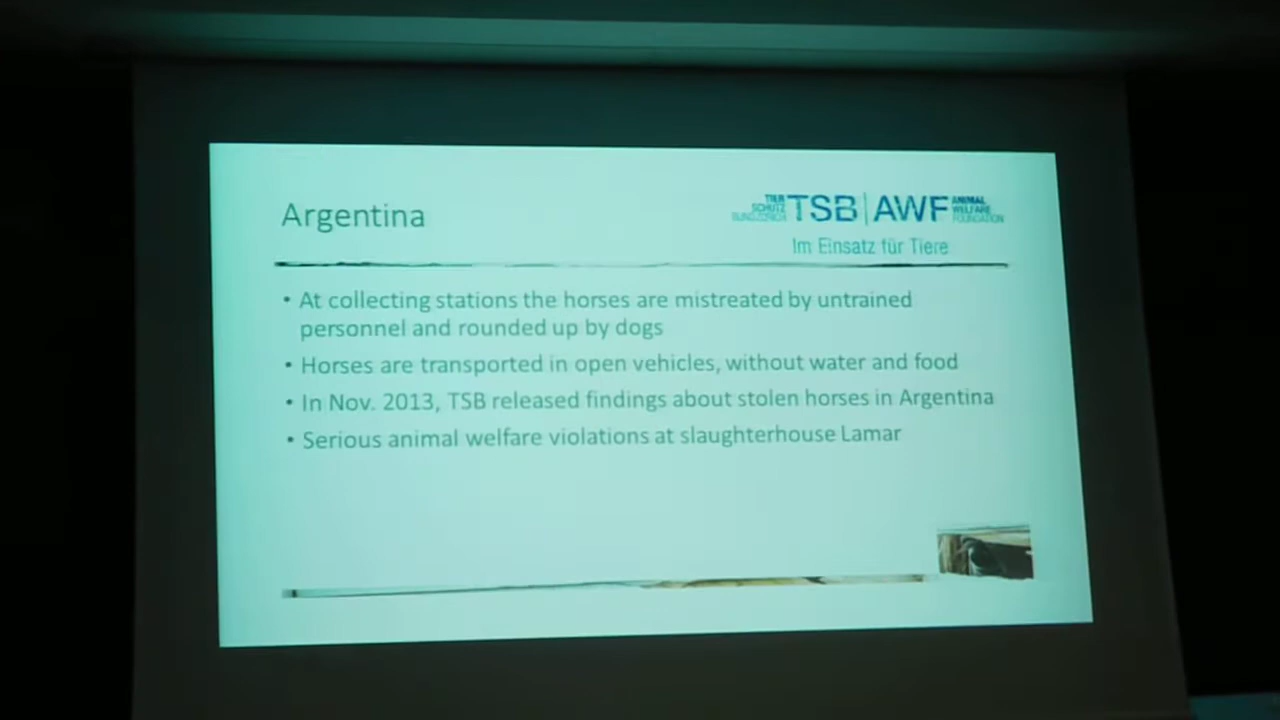 Argentina
TIER
SCHUTZ
BUND ZÜRICH
TSB | AWF
ANIMAL
WELFARE
FOUNDATION
Im Einsatz für Tiere
• At collecting stations the horses are mistreated by untrained
personnel and rounded up by dogs
• Horses are transported in open vehicles, without water and food
• In Nov. 2013, TSB released findings about stolen horses in Argentina
• Serious animal welfare violations at slaughterhouse Lamar